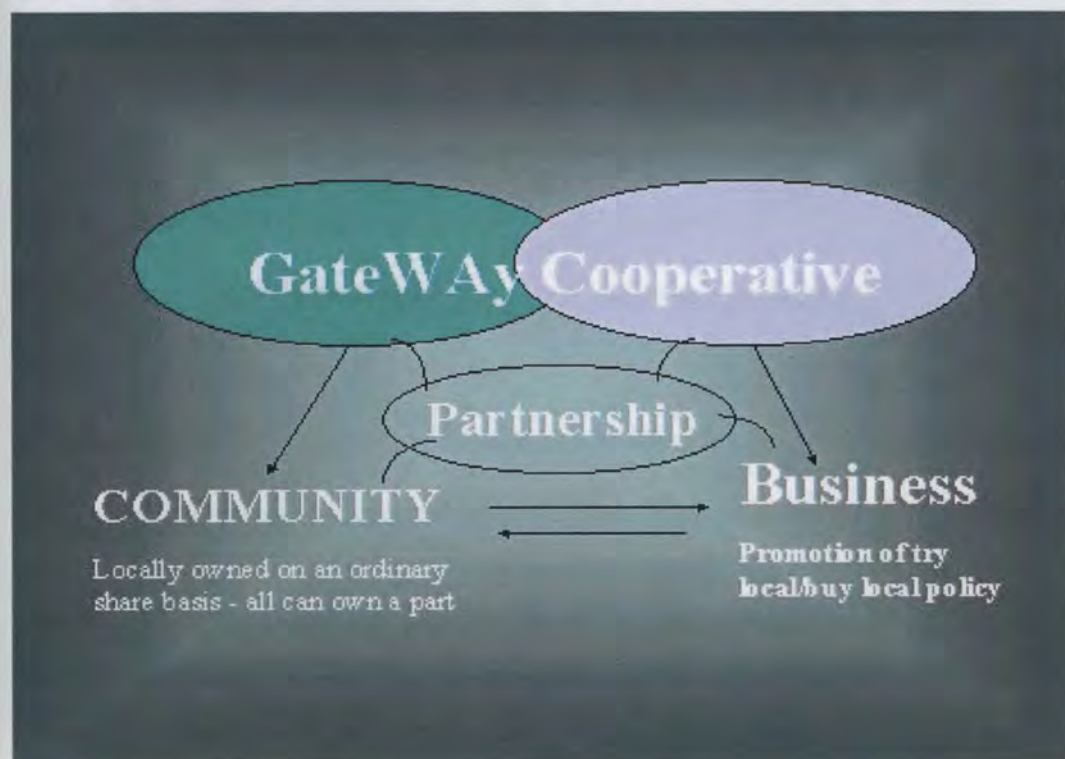 GateWAy Cooperative
Partnership
COMMUNITY
Locally owned on an ordinary
share basis - all can own a part
Business
Promotion of try
local/buy local policy